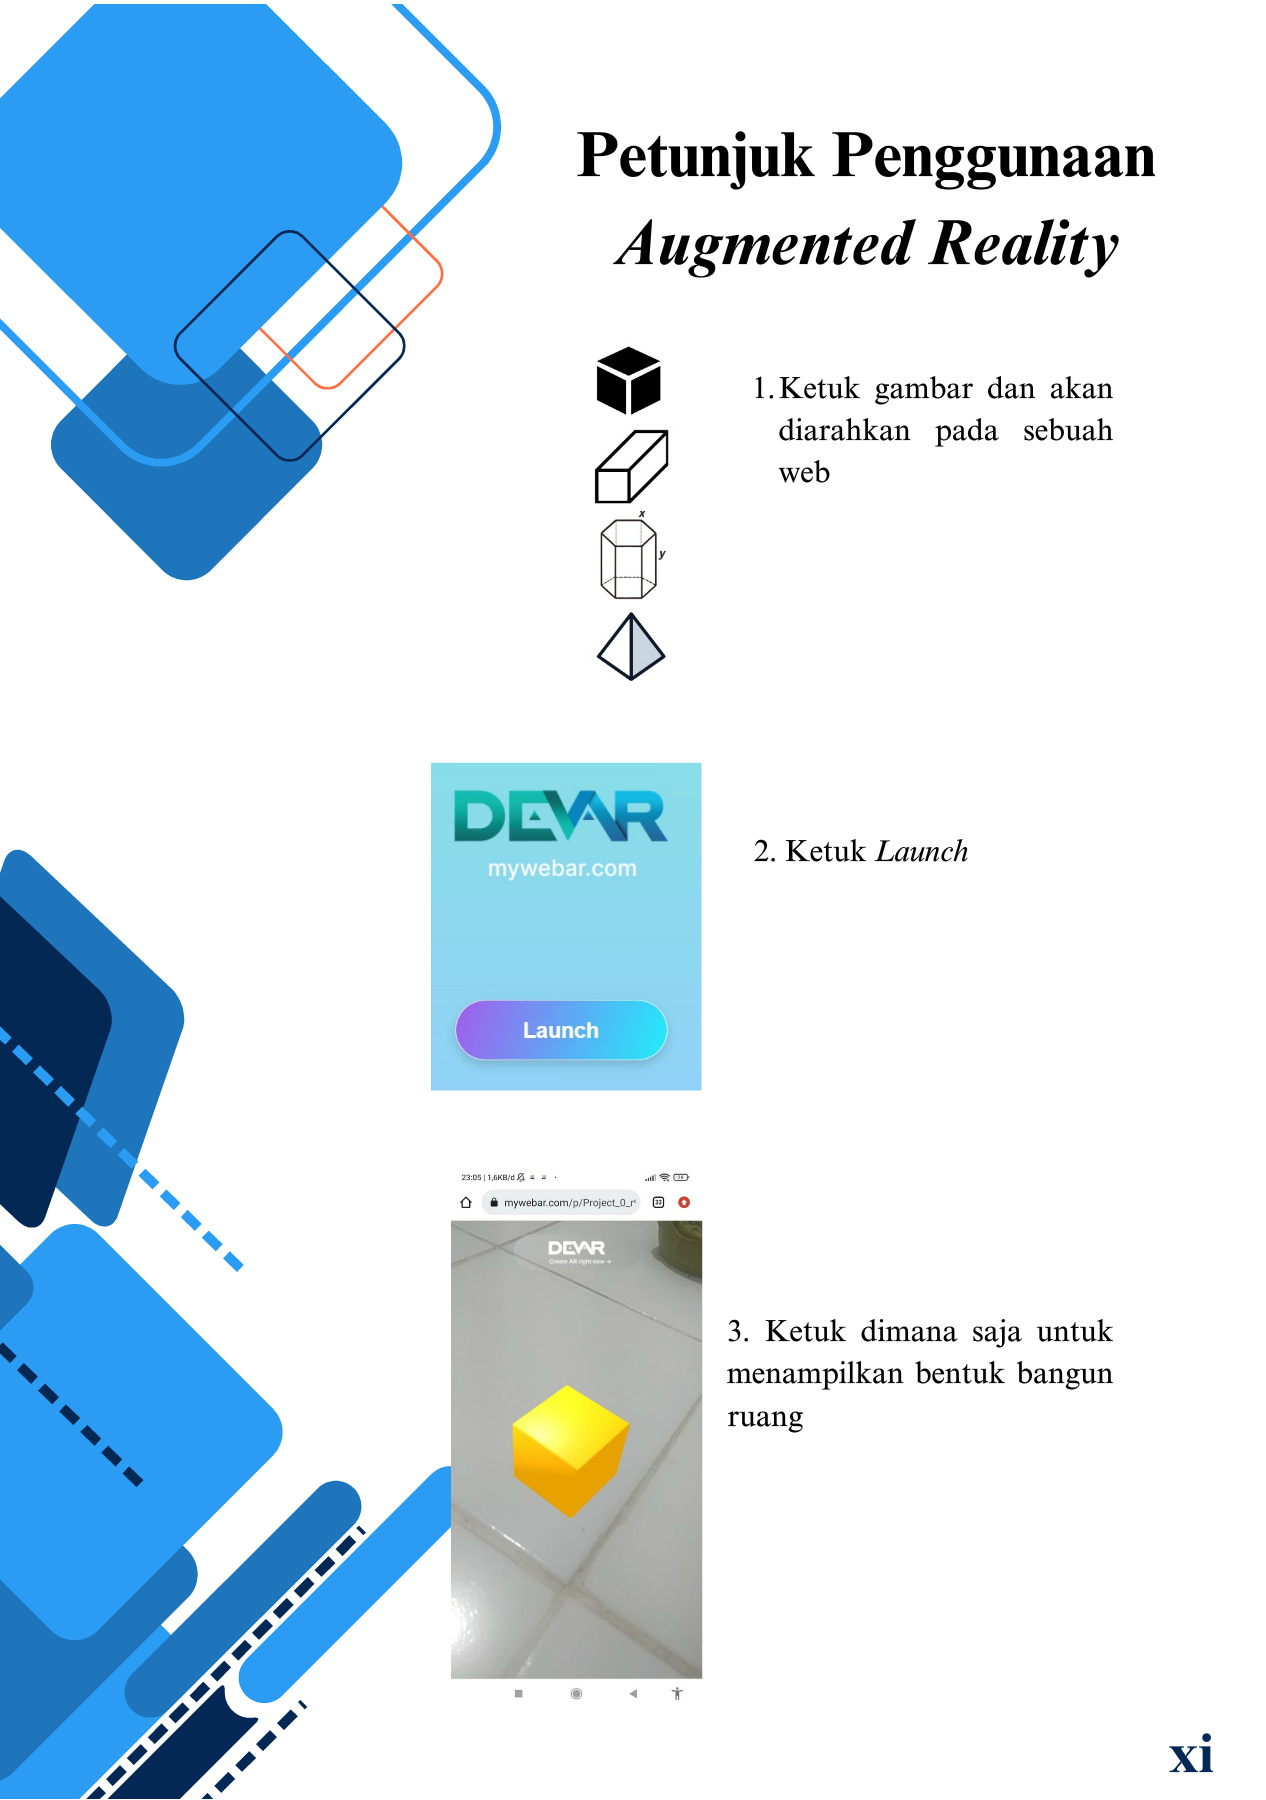 Petunjuk Penggunaan
Augmented Reality
1. Ketuk gambar dan akan
diarahkan pada sebuah
web
x
y
DEVAR
mywebar.com
2. Ketuk Launch
Launch
23:05 | 1,6KB/d
28
mywebar.com/p/Project_0_r
33
DEVAR
Create AR right now →
3. Ketuk dimana saja untuk
menampilkan bentuk bangun
ruang
xi